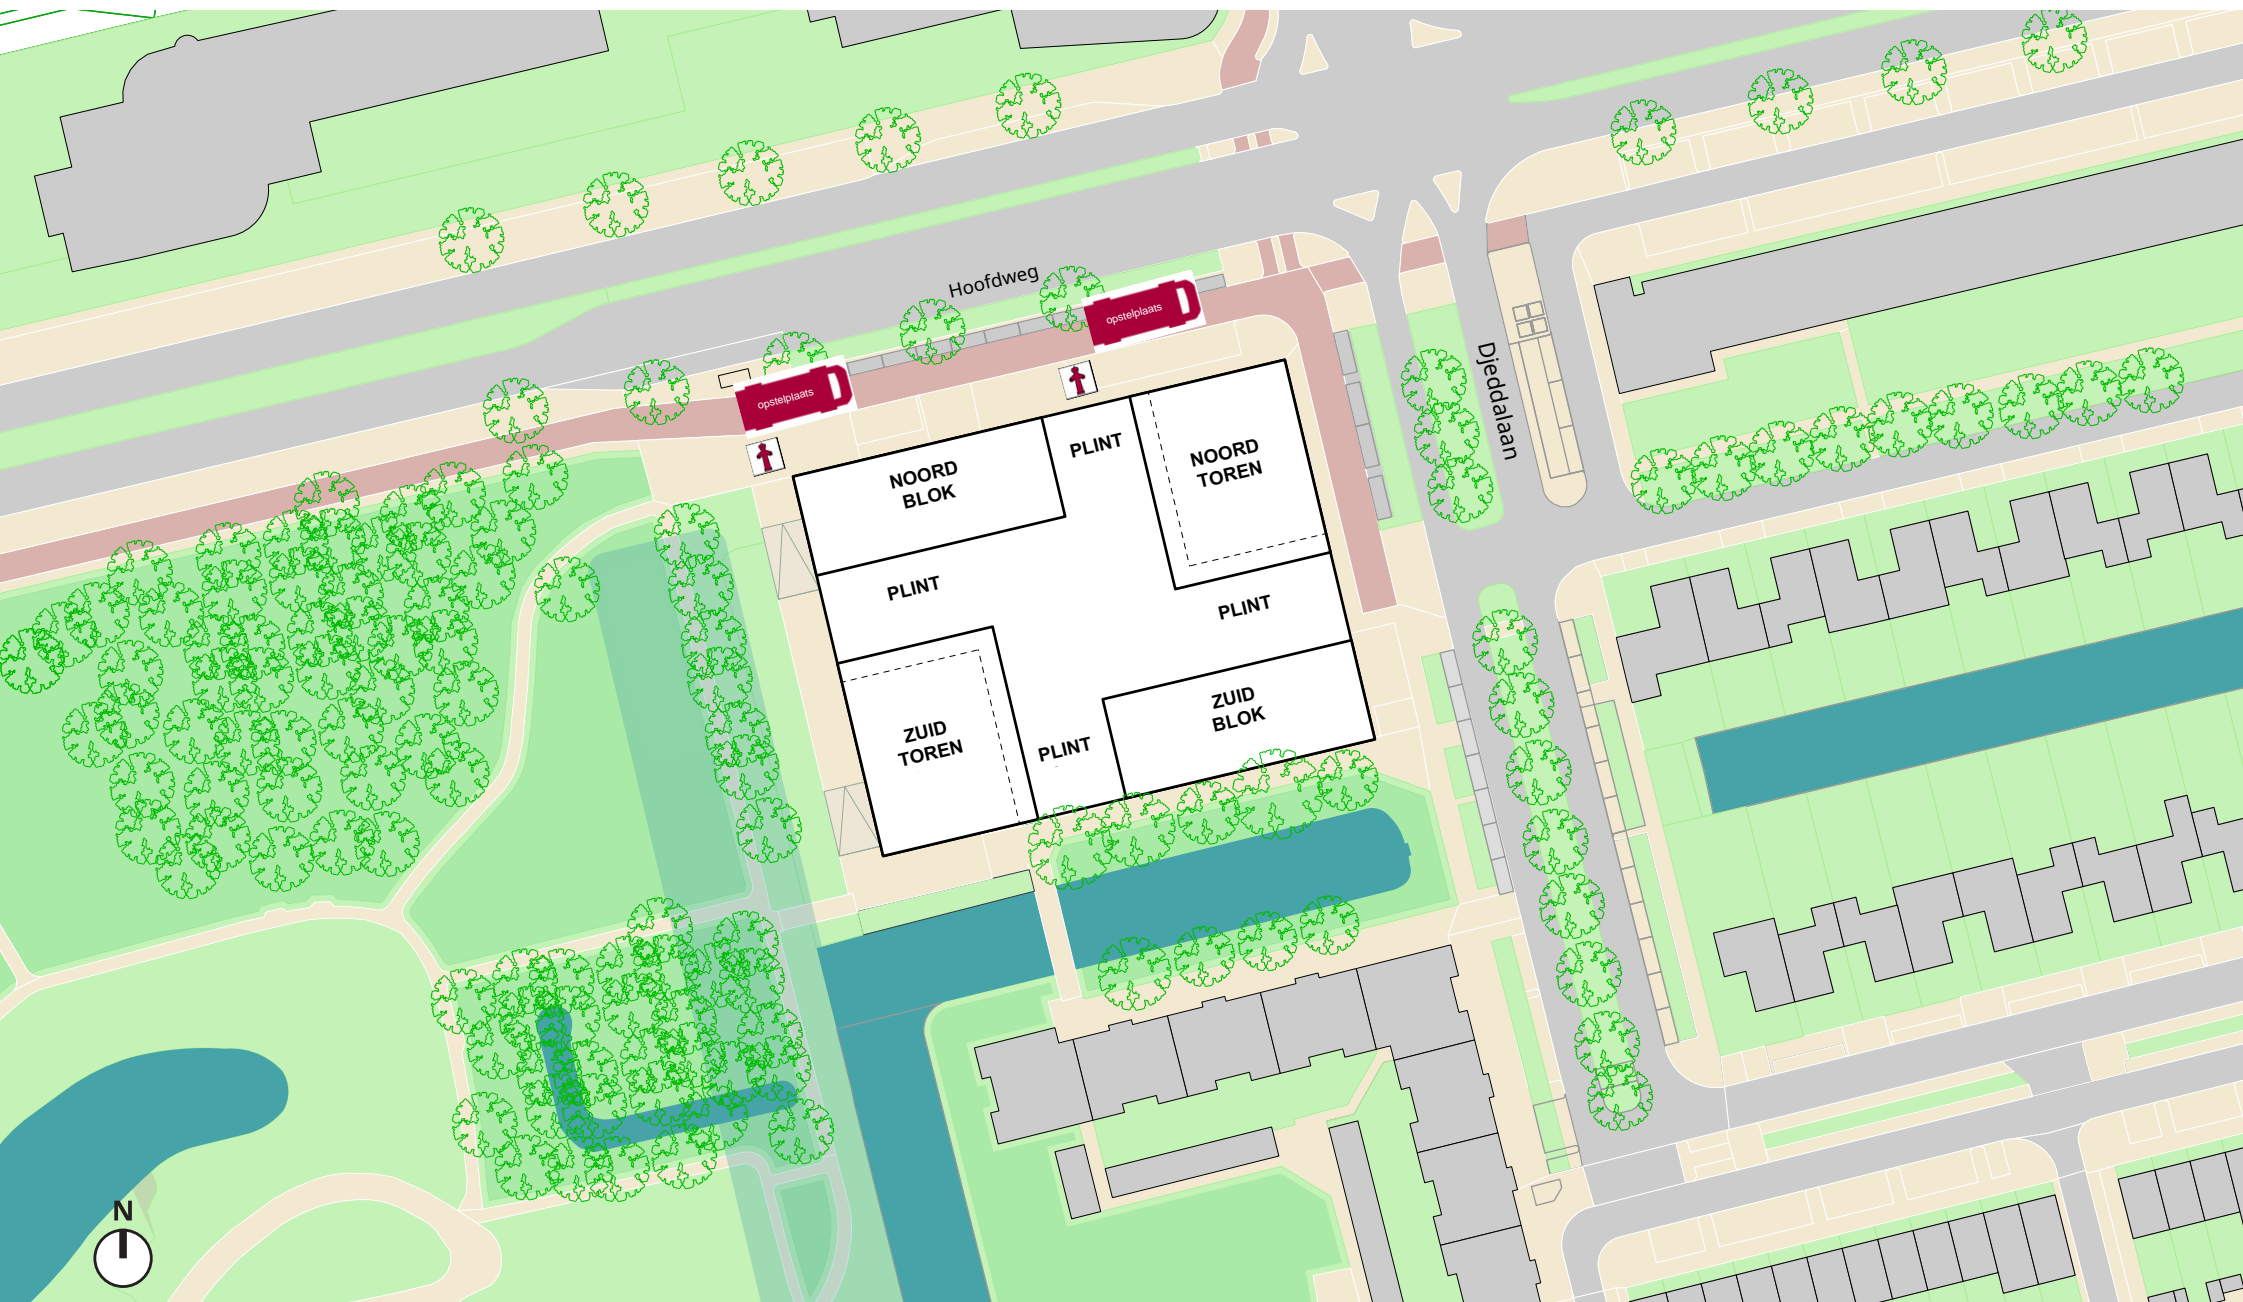 Hoofdweg
opstelplaats
opstelplaats
Djeddalaan
NOORD
BLOK
PLINT
NOORD
TOREN
PLINT
PLINT
ZUID
TOREN
PLINT
ZUID
BLOK
N